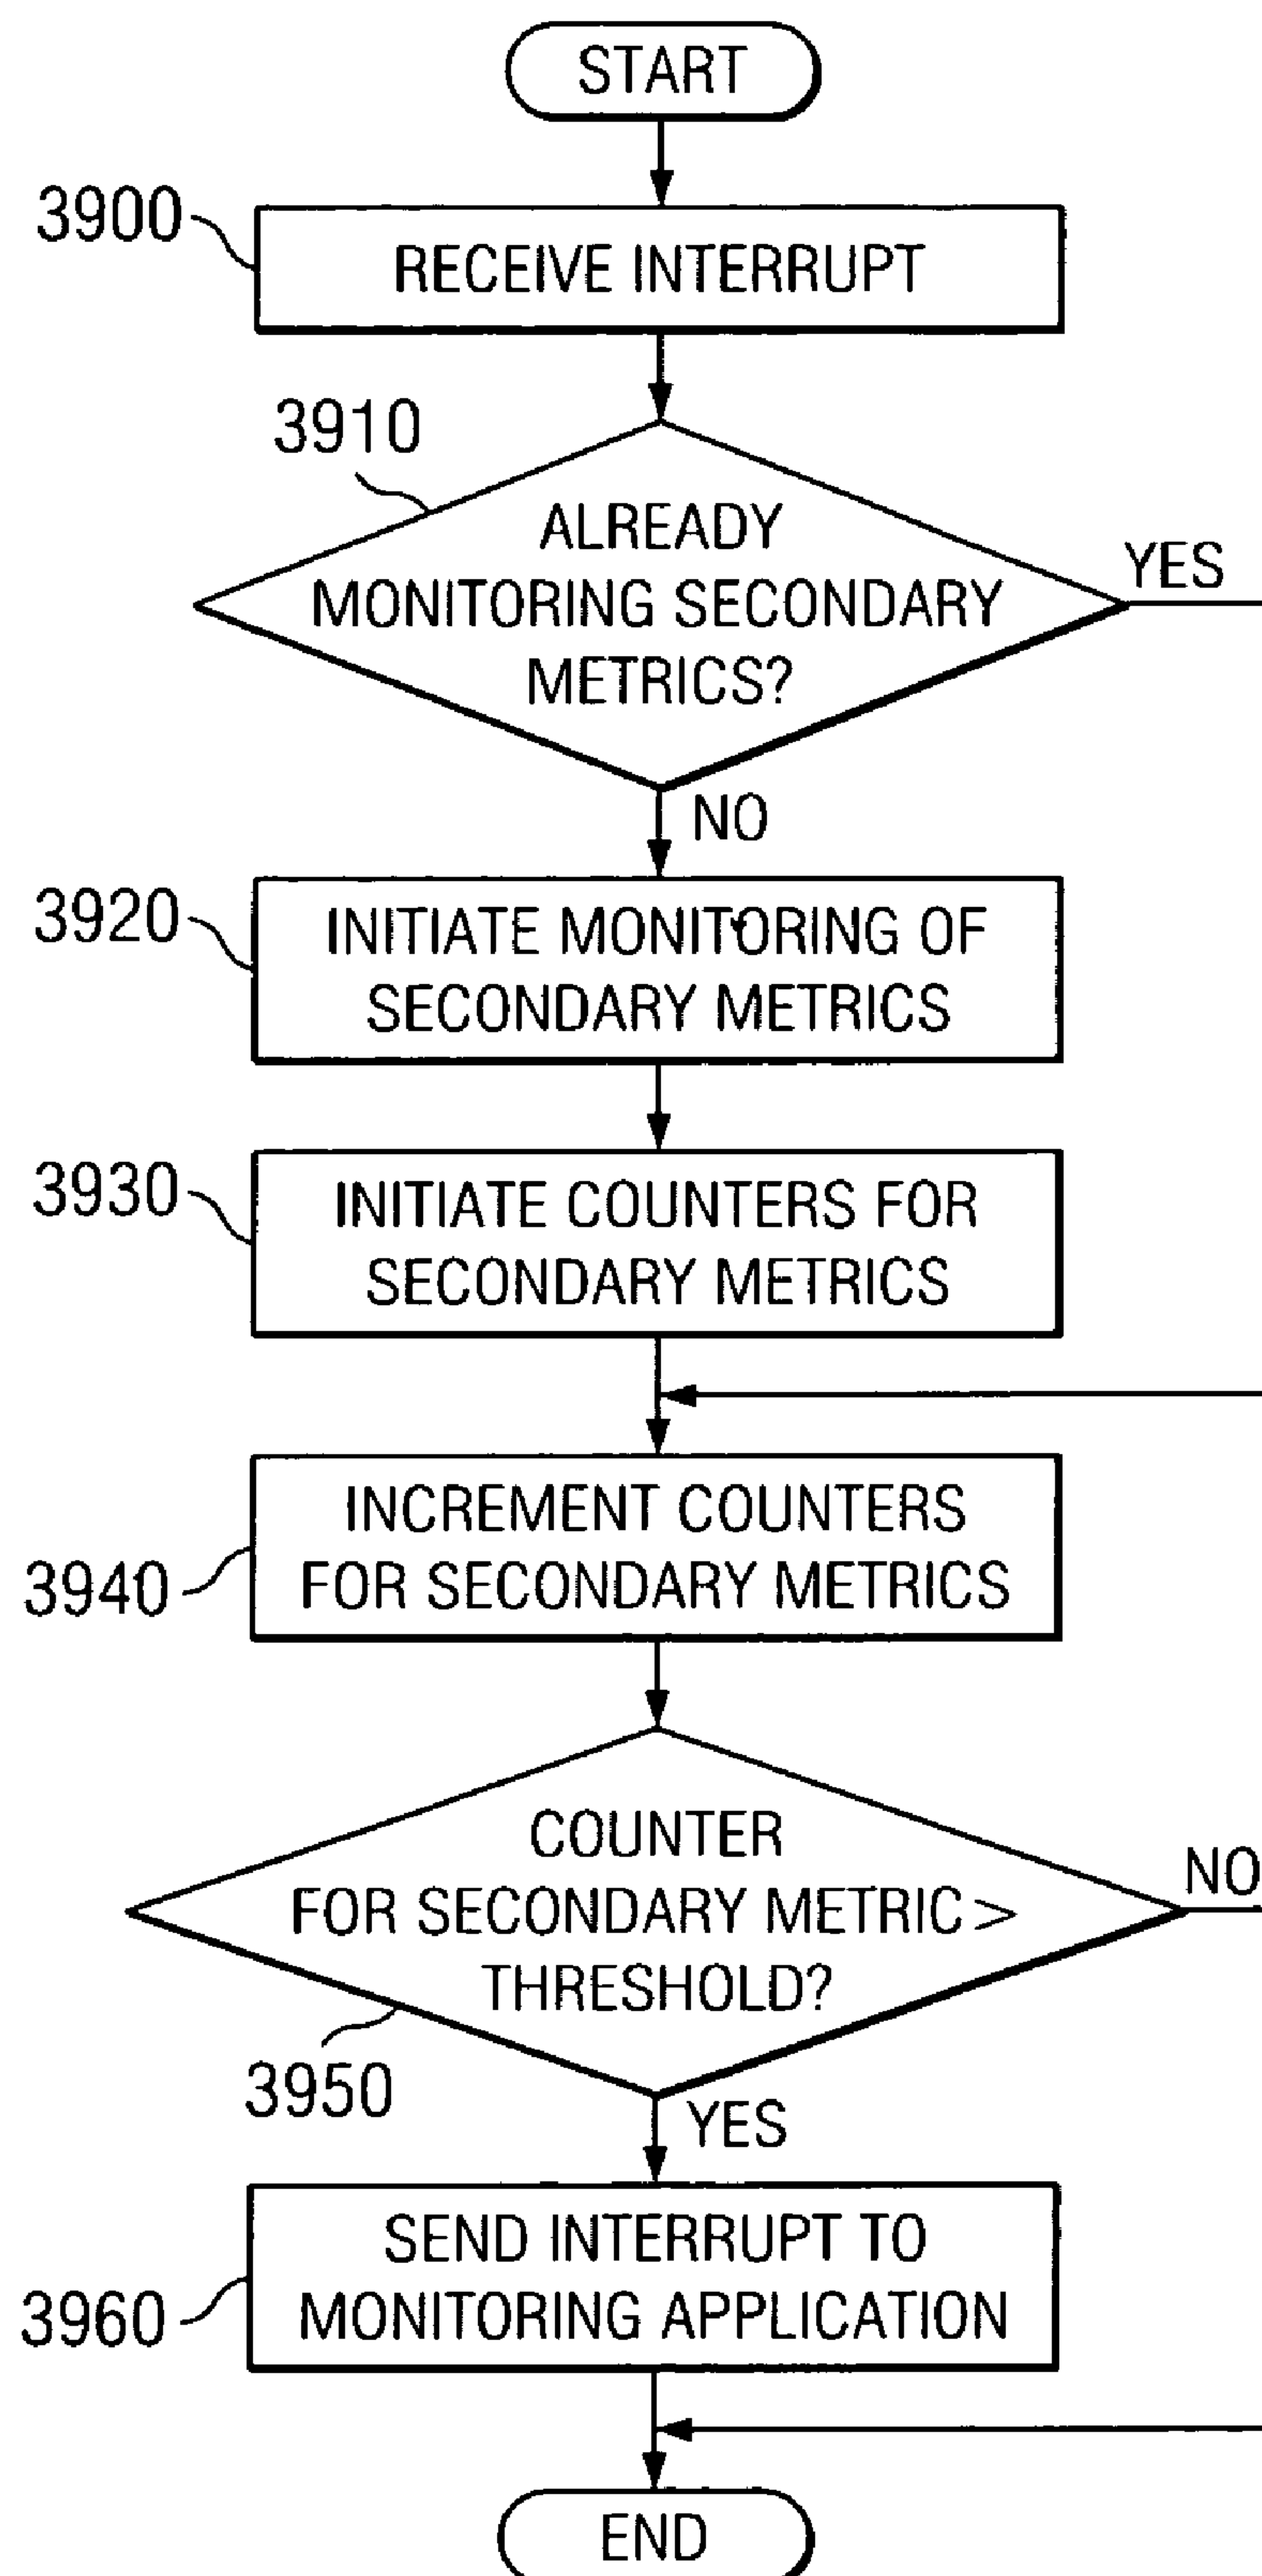 START
3900
RECEIVE INTERRUPT
3910
ALREADY
MONITORING SECONDARY
METRICS?
YES
NO
3920
INITIATE MONITORING OF
SECONDARY METRICS
3930
INITIATE COUNTERS FOR
SECONDARY METRICS
3940
INCREMENT COUNTERS
FOR SECONDARY METRICS
COUNTER
FOR SECONDARY METRIC >
THRESHOLD?
NO
3950
YES
3960
SEND INTERRUPT TO
MONITORING APPLICATION
END